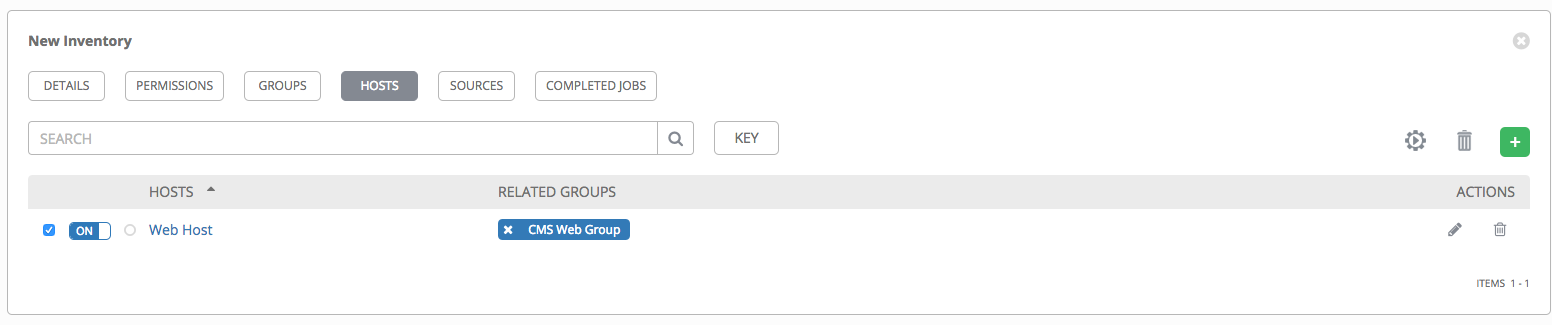 New Inventory
DETAILS PERMISSIONS GROUPS HOSTS SOURCES COMPLETED JOBS
SEARCH KEY +
HOSTS RELATED GROUPS ACTIONS
ON Web Host CMS Web Group
ITEMS 1 - 1